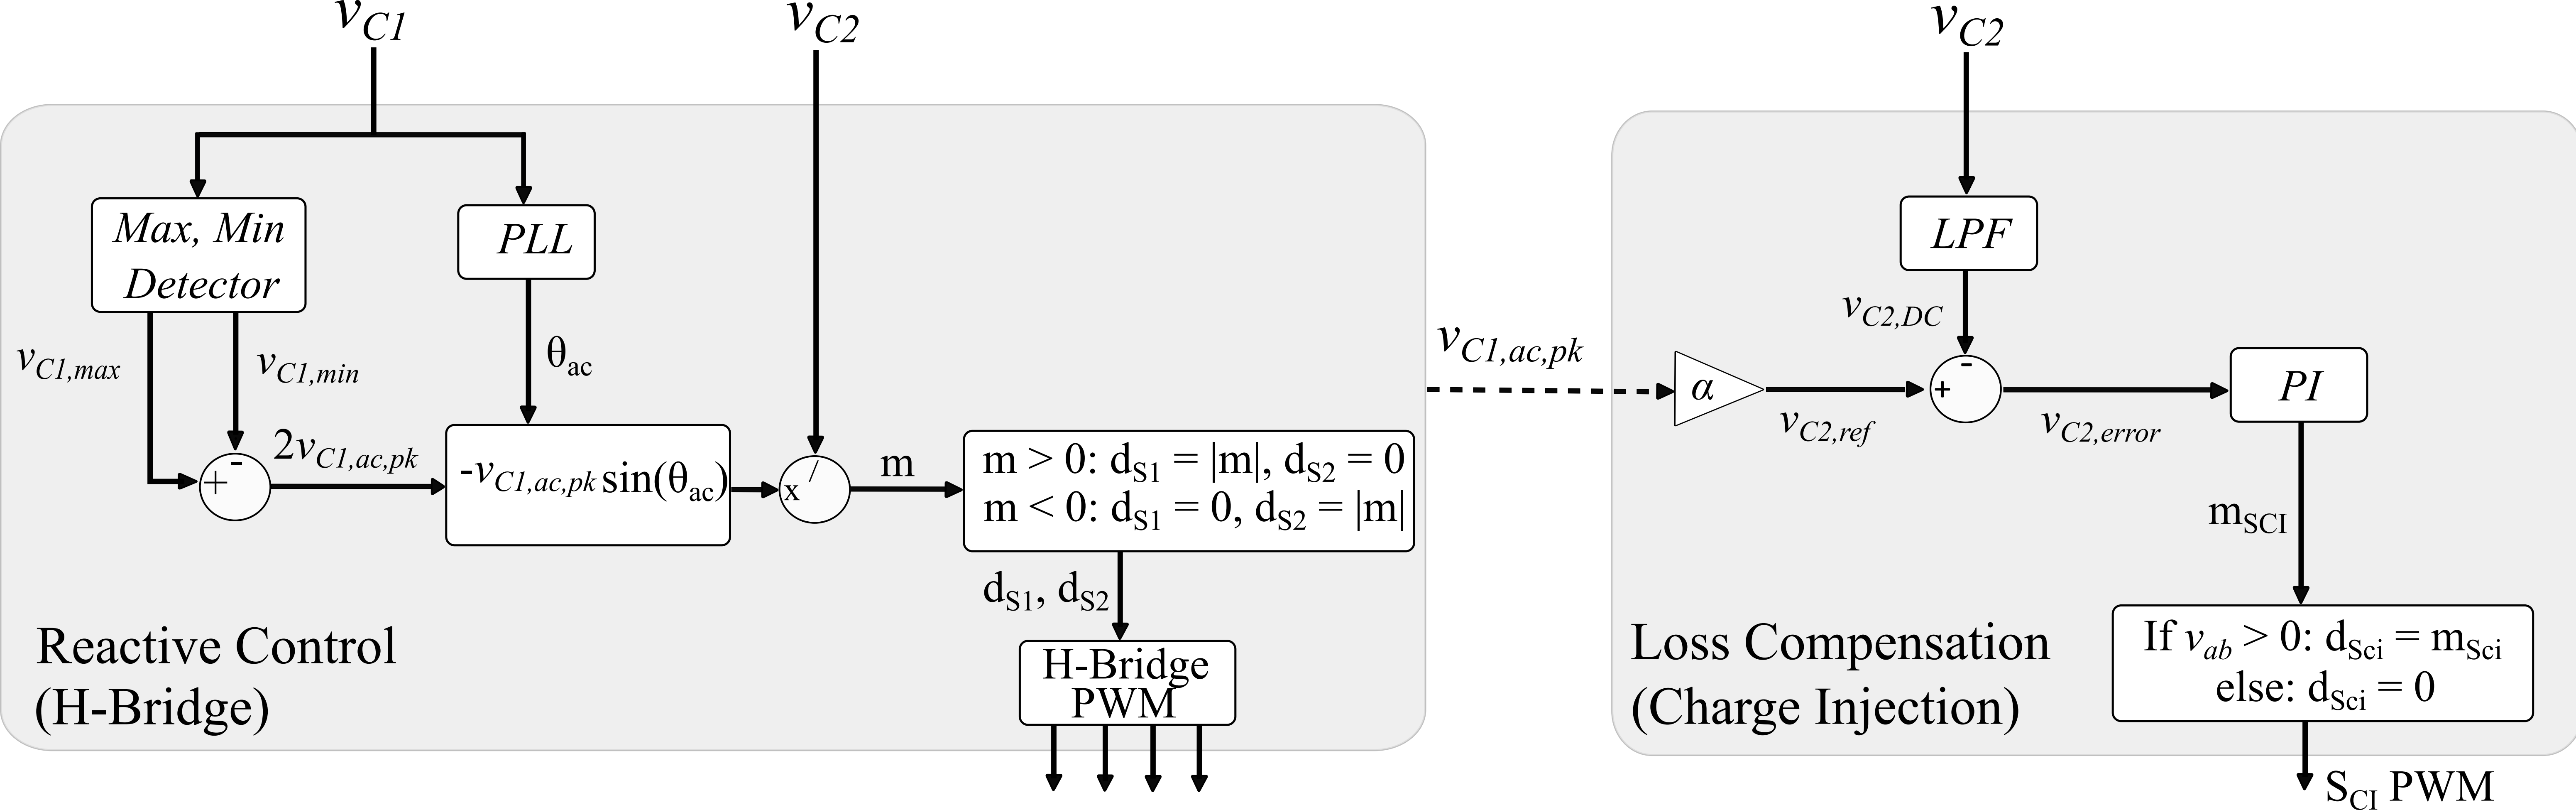 vC1
vC2
vC2
Max, Min
Detector
PLL
LPF
vC1,max
vC1,min
θac
vC2,DC
vC1,ac,pk
α
+
-
2vC1,ac,pk
-vC1,ac,pk sin(θac)
x
/
m
m > 0: dS1 = |m|, dS2 = 0
m < 0: dS1 = 0, dS2 = |m|
vC2,ref
+
-
vC2,error
PI
mSCI
dS1, dS2
H-Bridge
PWM
Reactive Control
(H-Bridge)
Loss Compensation
(Charge Injection)
If vab > 0: dSci = mSci
else: dSci = 0
SCI PWM